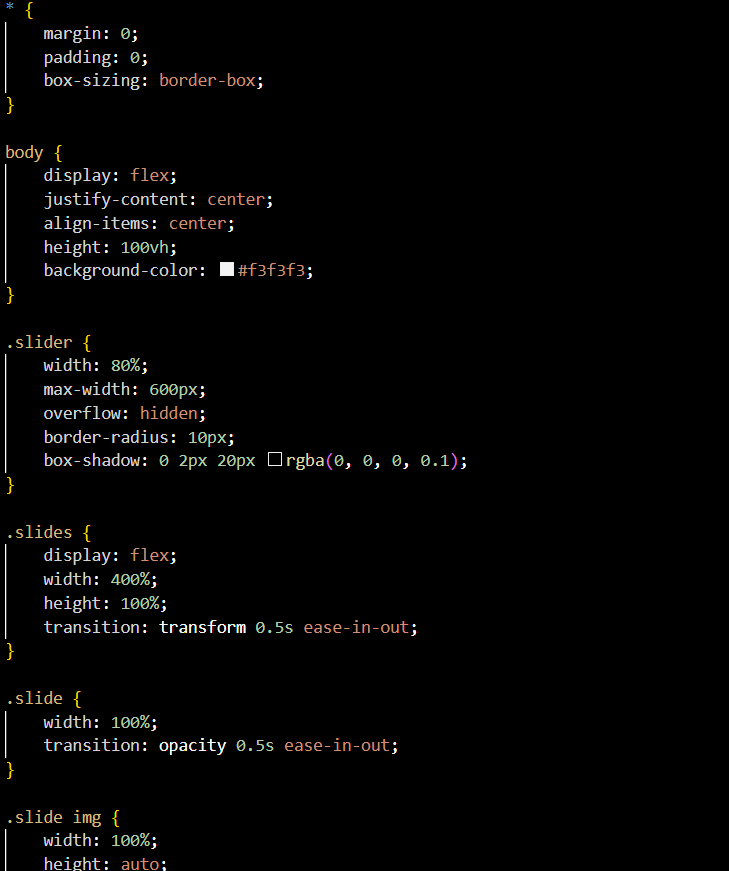 * {
    margin: 0;
    padding: 0;
    box-sizing: border-box;
}

body {
    display: flex;
    justify-content: center;
    align-items: center;
    height: 100vh;
    background-color: #f3f3f3;
}

.slider {
    width: 80%;
    max-width: 600px;
    overflow: hidden;
    border-radius: 10px;
    box-shadow: 0 2px 20px rgba(0, 0, 0, 0.1);
}

.slides {
    display: flex;
    width: 400%;
    height: 100%;
    transition: transform 0.5s ease-in-out;
}

.slide {
    width: 100%;
    transition: opacity 0.5s ease-in-out;
}

.slide img {
    width: 100%;
    height: auto;